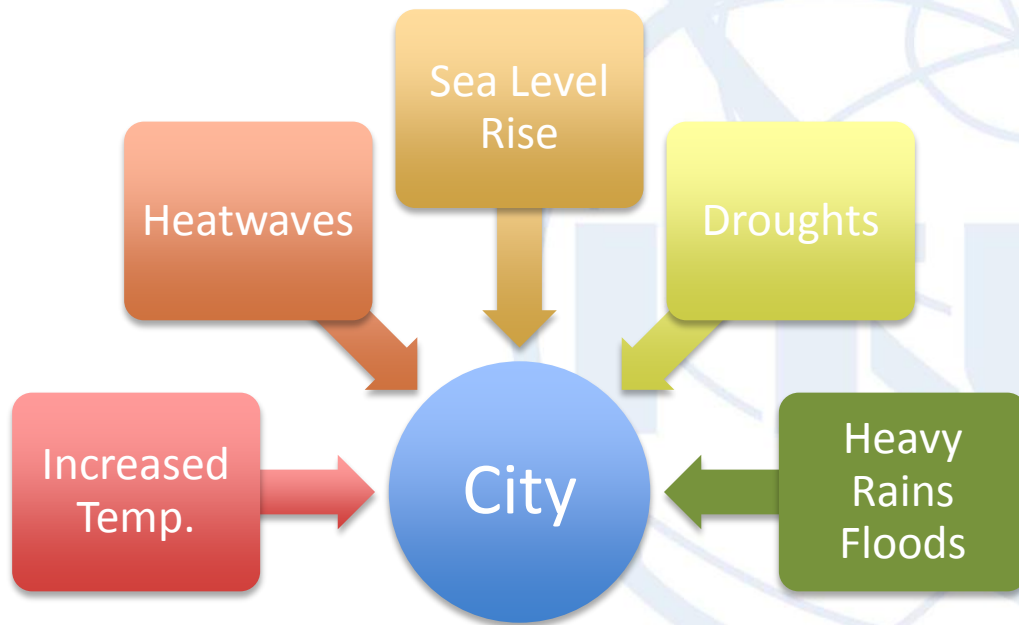 Sea Level
Rise
Heatwaves
Droughts
Increased
Temp.
City
Heavy
Rains
Floods